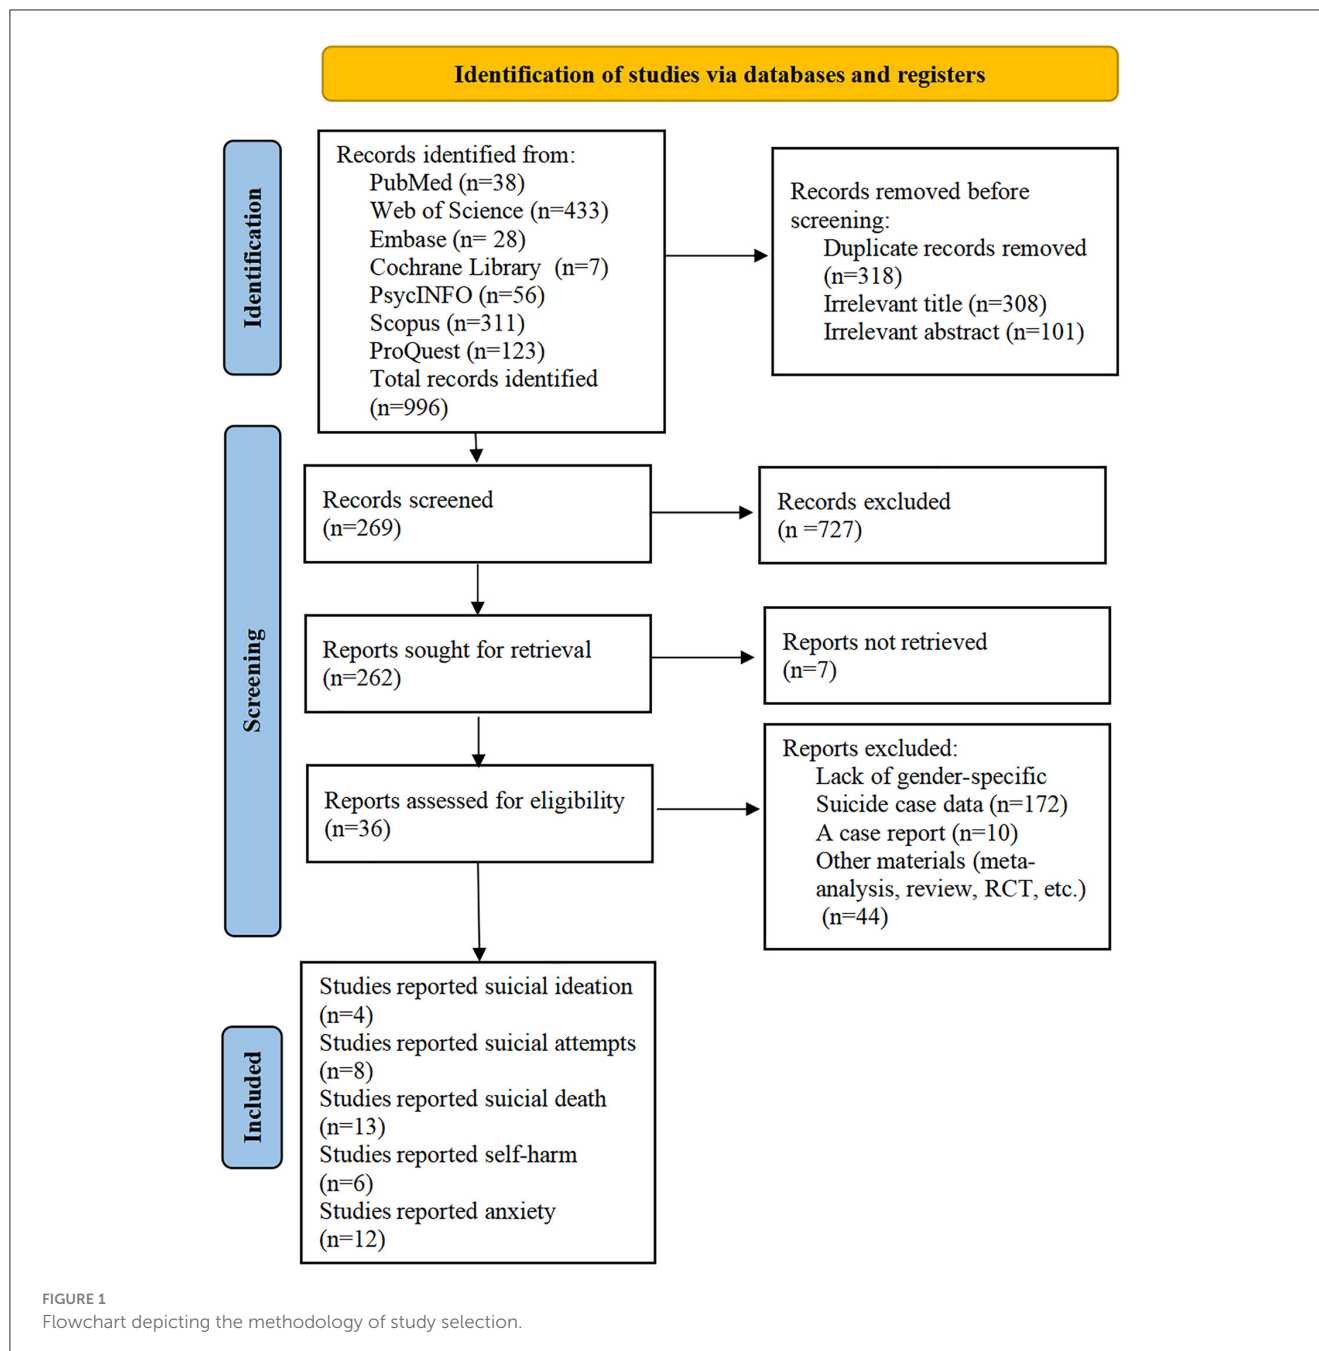 Identification of studies via databases and registers
Identification
Records identified from:
PubMed (n=38)
Web of Science (n=433)
Embase (n= 28)
Cochrane Library (n=7)
PsycINFO (n=56)
Scopus (n=311)
ProQuest (n=123)
Total records identified
(n=996)
Records removed before
screening:
Duplicate records removed
(n=318)
Irrelevant title (n=308)
Irrelevant abstract (n=101)
Screening
Records screened
(n=269)
Records excluded
(n =727)
Reports sought for retrieval
(n=262)
Reports not retrieved
(n=7)
Reports assessed for eligibility
(n=36)
Reports excluded:
Lack of gender-specific
Suicide case data (n=172)
A case report (n=10)
Other materials (meta-
analysis, review, RCT, etc.)
(n=44)
Included
Studies reported suicial ideation
(n=4)
Studies reported suicial attempts
(n=8)
Studies reported suicial death
(n=13)
Studies reported self-harm
(n=6)
Studies reported anxiety
(n=12)
FIGURE 1
Flowchart depicting the methodology of study selection.